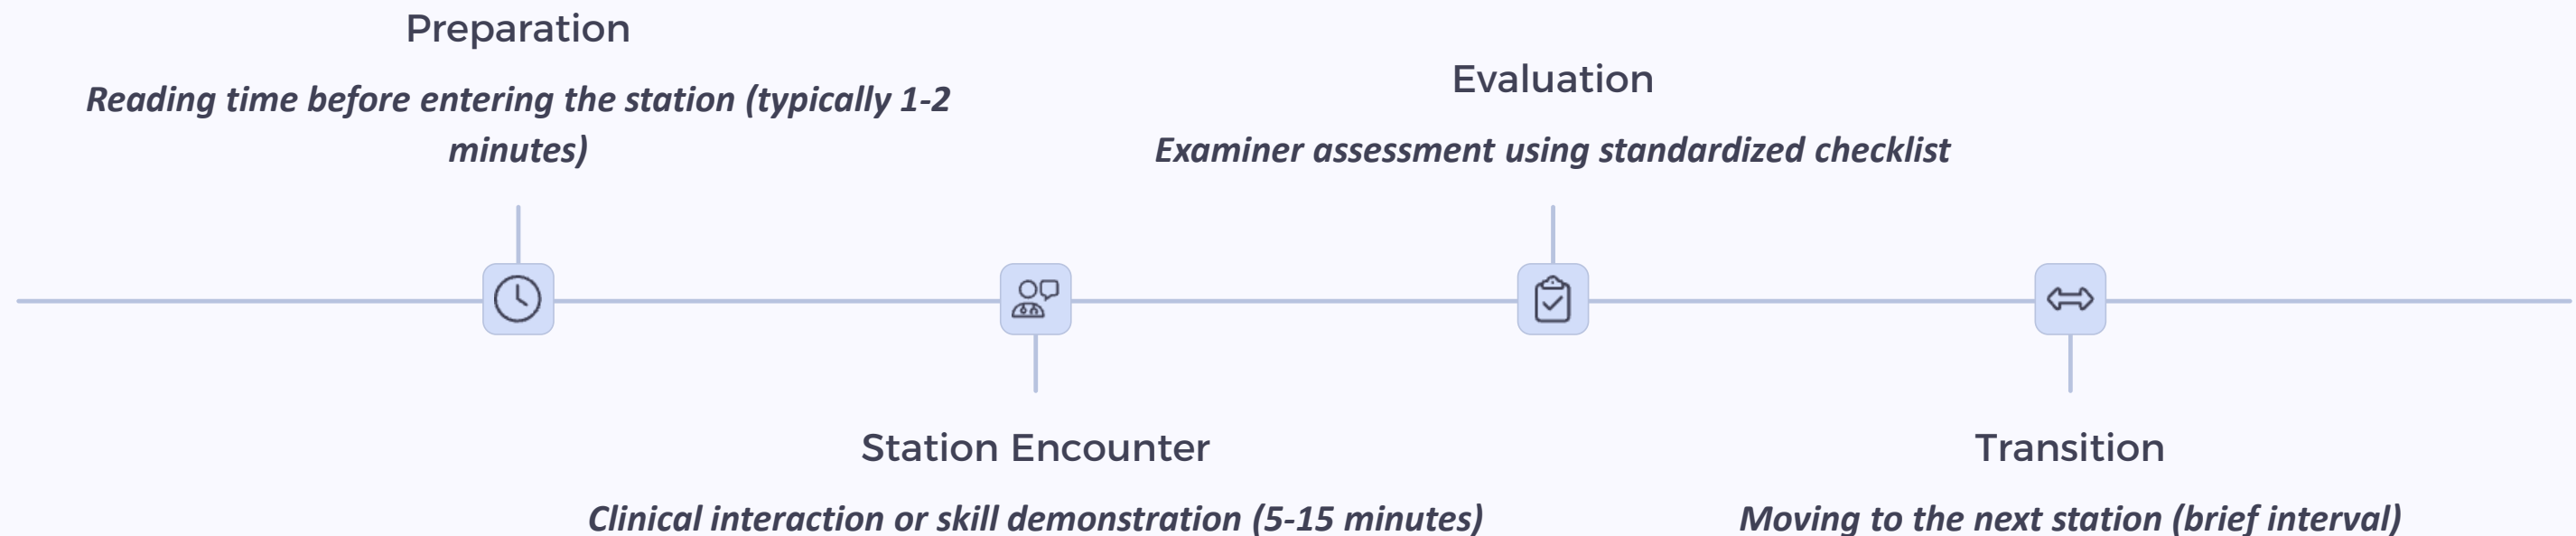 Preparation
Reading time before entering the station (typically 1-2
minutes)
Station Encounter
Clinical interaction or skill demonstration (5-15 minutes)
Evaluation
Examiner assessment using standardized checklist
Transition
Moving to the next station (brief interval)